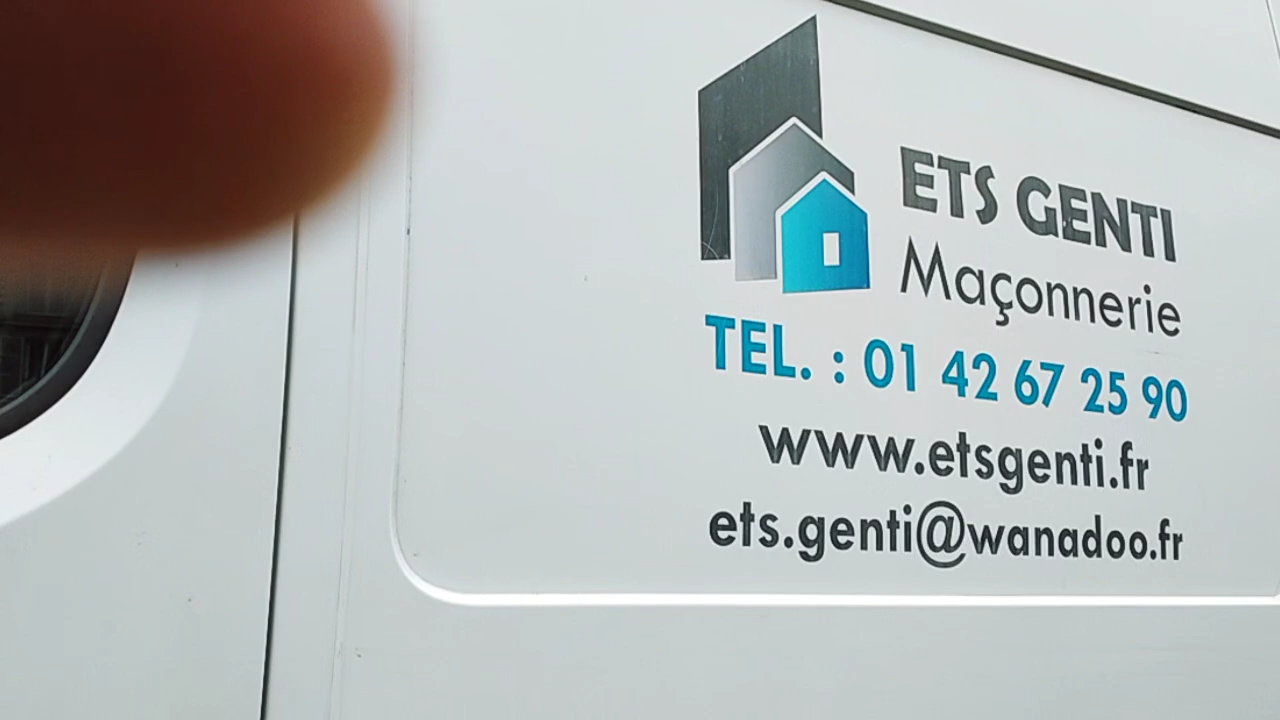 ETS GENTI
Maçonnerie
TEL. : 01 42 67 25 90
www.etsgenti.fr
ets.genti@wanadoo.fr